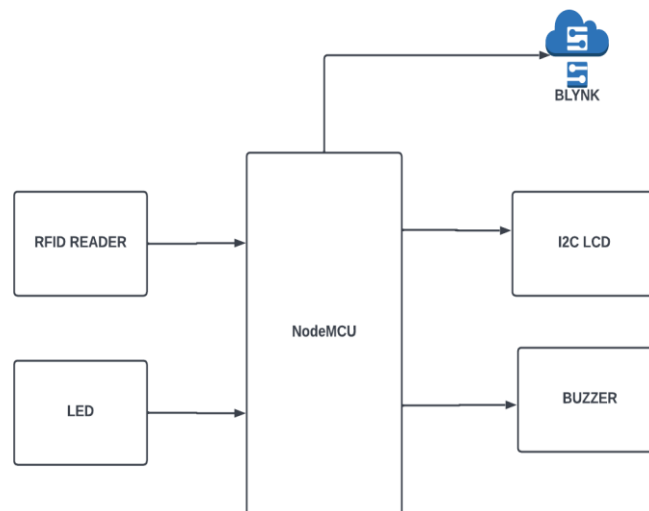 BLYNK
RFID READER
I2C LCD
NodeMCU
LED
BUZZER